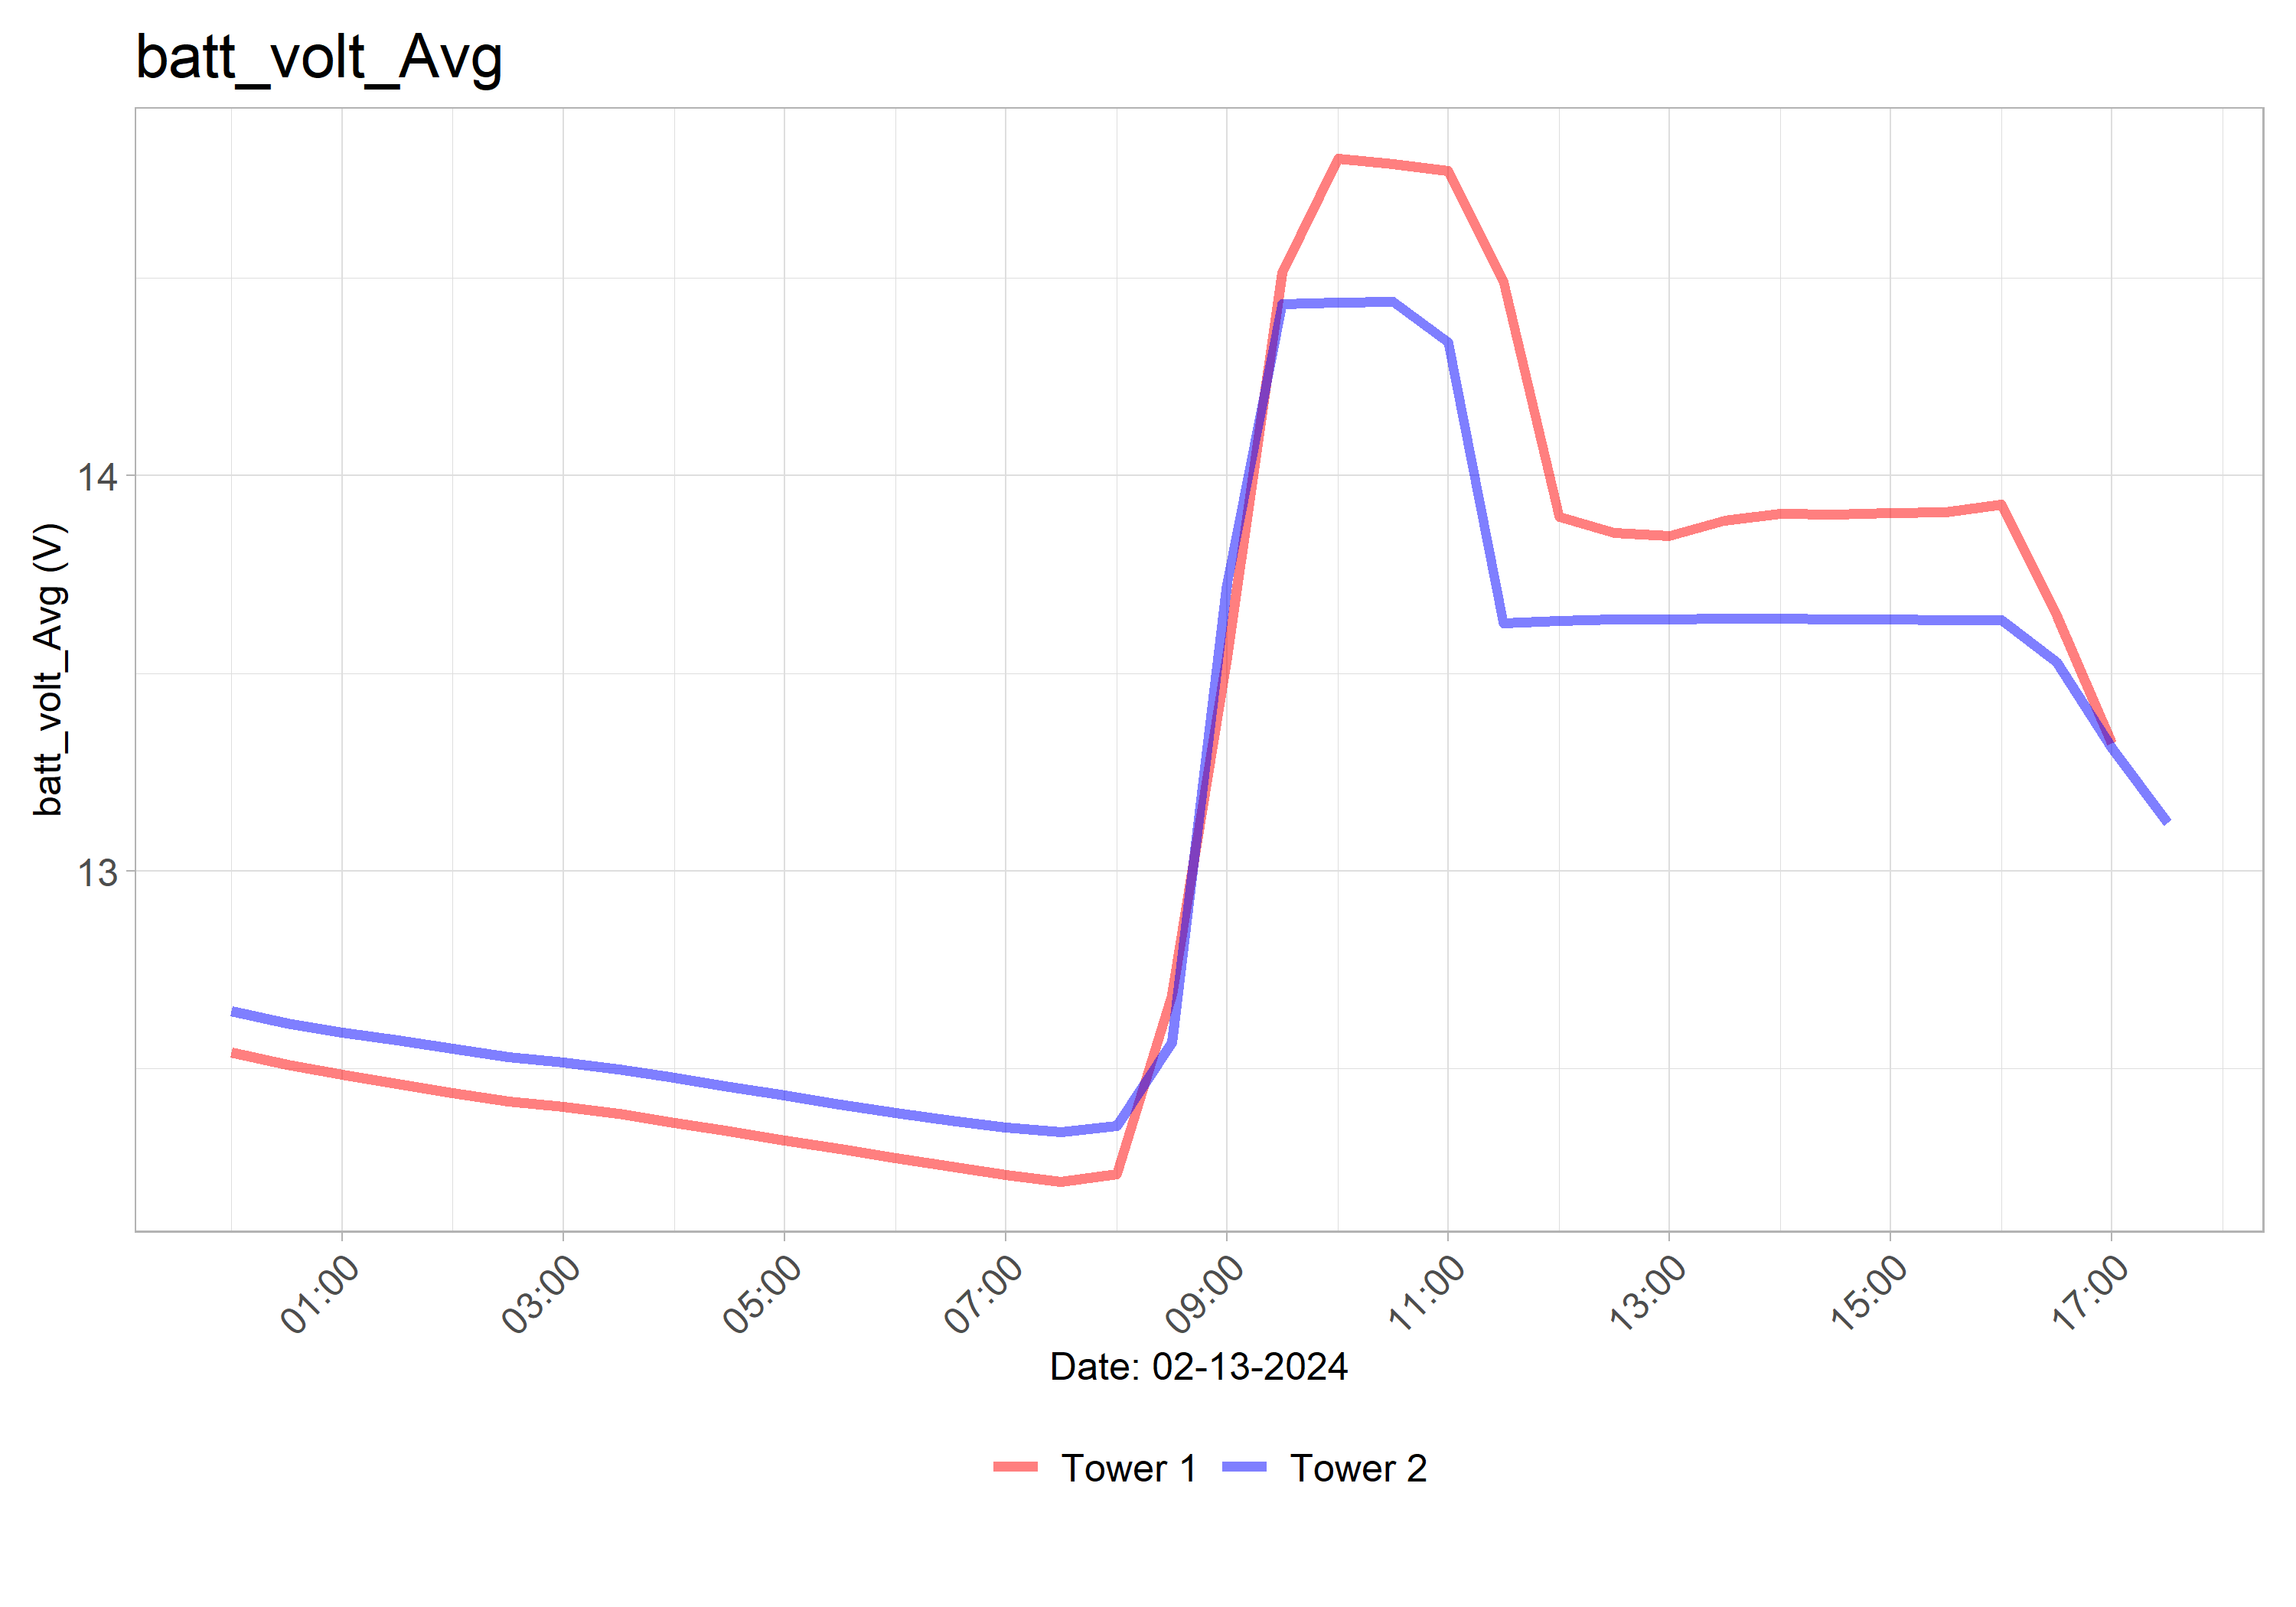 batt_volt_Avg
batt_volt_Avg (V)
14
13
01:00
03:00
05:00
07:00
09:00
11:00
13:00
15:00
17:00
Date: 02-13-2024
Tower 1
Tower 2